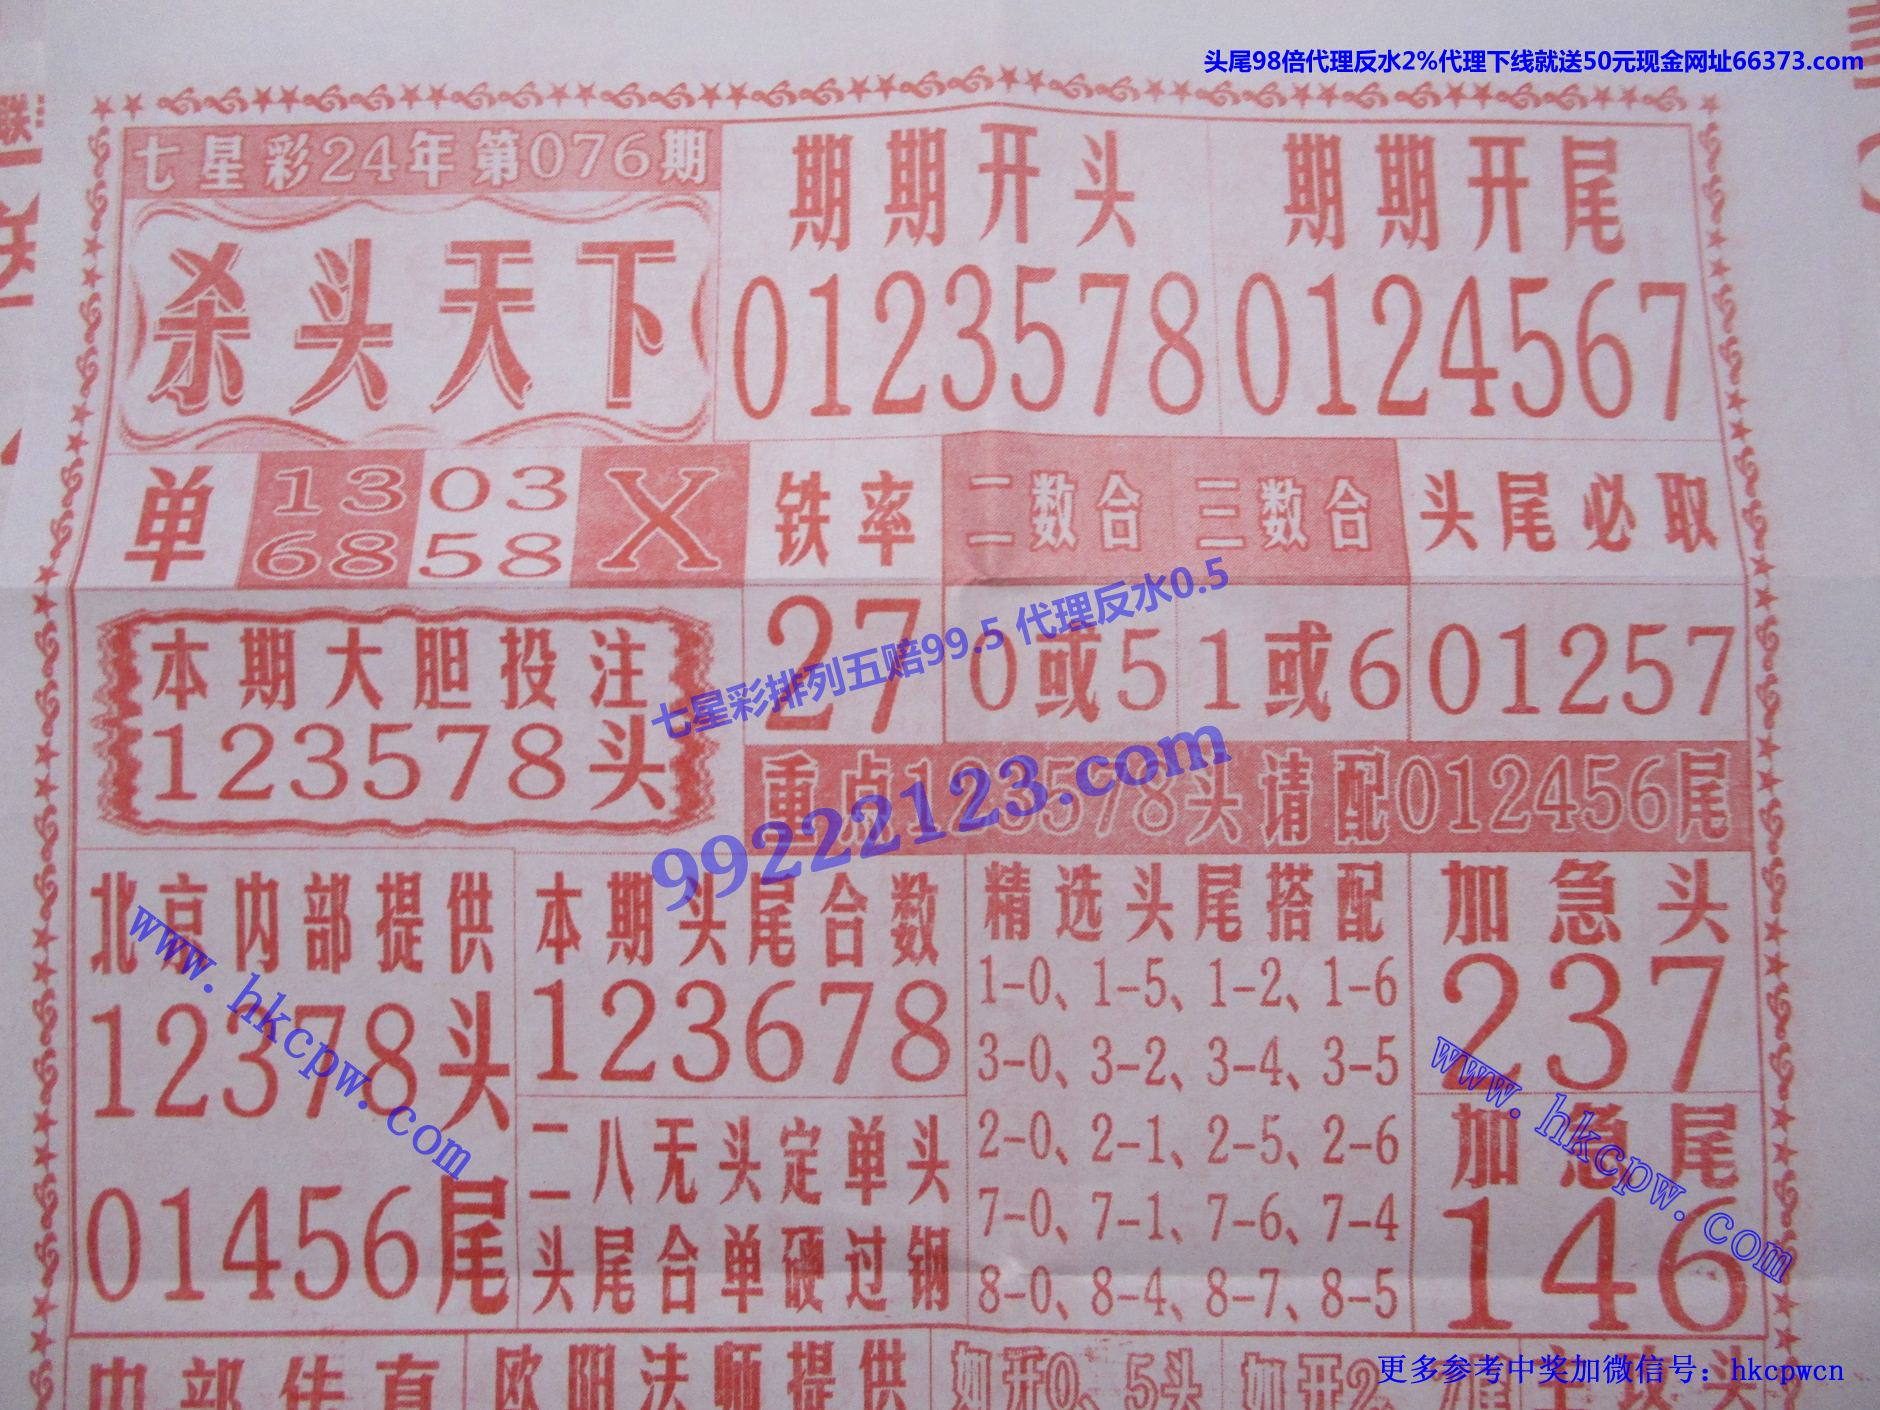 头尾98倍代理反水2%代理下线就送50元现金网址66373.com
七星彩24年第076期
杀头天下
期期开头
0123578
期期开尾
0124567
单
13
68
03
58
X
铁率
27
二数合
0或5
三数合
1或6
头尾必取
01257
本期大胆投注
123578头
重点123578头请配012456尾
七星彩排列五赔99.5 代理反水0.5
99222123.com
北京内部提供
12378头
01456尾
www.hkcpw.com
本期头尾合数
123678
二八无头定单头
头尾合单硬过钢
精选头尾搭配
1-0、1-5、1-2、1-6
3-0、3-2、3-4、3-5
2-0、2-1、2-5、2-6
7-0、7-1、7-6、7-4
8-0、8-4、8-7、8-5
加急头
237
加急尾
146
www.hkcpw.com
内部传真
欧阳法师提供
如开0、5头
如开2、7尾
主攻头
更多参考中奖加微信号：hkcpwcn